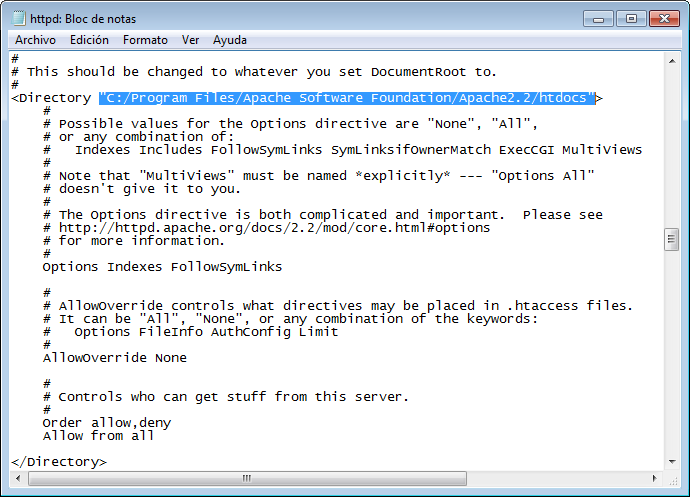 httpd: Bloc de notas
Archivo Edición Formato Ver Ayuda
#
# This should be changed to whatever you set DocumentRoot to.
#
<Directory "C:/Program Files/Apache Software Foundation/Apache2.2/htdocs">
    #
    # Possible values for the Options directive are "None", "All",
    # or any combination of:
    #   Indexes Includes FollowSymLinks SymLinksifOwnerMatch ExecCGI MultiViews
    #
    # Note that "MultiViews" must be named *explicitly* --- "Options All"
    # doesn't give it to you.
    #
    # The Options directive is both complicated and important.  Please see
    # http://httpd.apache.org/docs/2.2/mod/core.html#options
    # for more information.
    #
    Options Indexes FollowSymLinks

    #
    # AllowOverride controls what directives may be placed in .htaccess files.
    # It can be "All", "None", or any combination of the keywords:
    #   Options FileInfo AuthConfig Limit
    #
    AllowOverride None

    #
    # Controls who can get stuff from this server.
    #
    Order allow,deny
    Allow from all

</Directory>